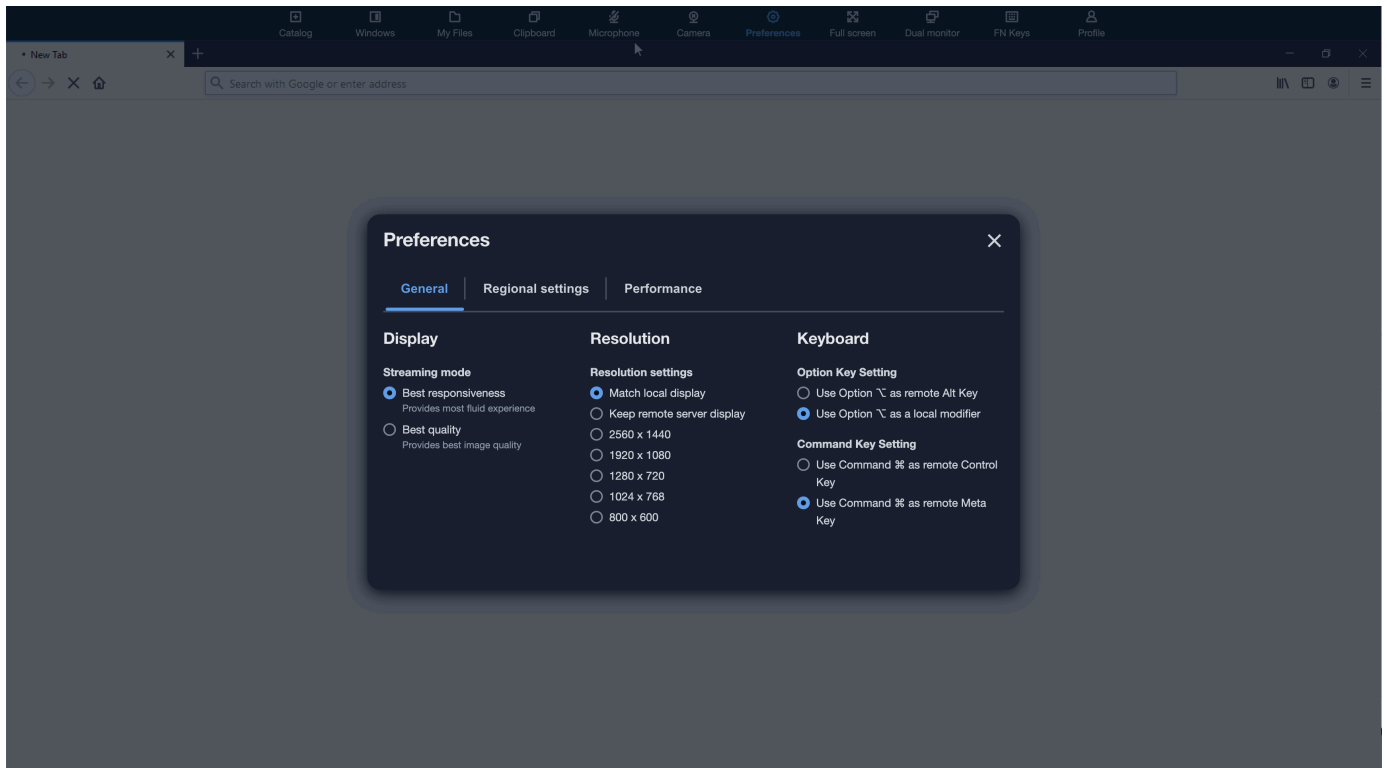 Catalog Windows My Files Clipboard Microphone Camera Preferences Full screen Dual monitor FN Keys Profile
• New Tab
Search with Google or enter address
Preferences
General Regional settings Performance
Display
Streaming mode
Best responsiveness
Provides most fluid experience
Best quality
Provides best image quality
Resolution
Resolution settings
Match local display
Keep remote server display
2560 x 1440
1920 x 1080
1280 x 720
1024 x 768
800 x 600
Keyboard
Option Key Setting
Use Option ⌥ as remote Alt Key
Use Option ⌥ as a local modifier
Command Key Setting
Use Command ⌘ as remote Control
Key
Use Command ⌘ as remote Meta
Key